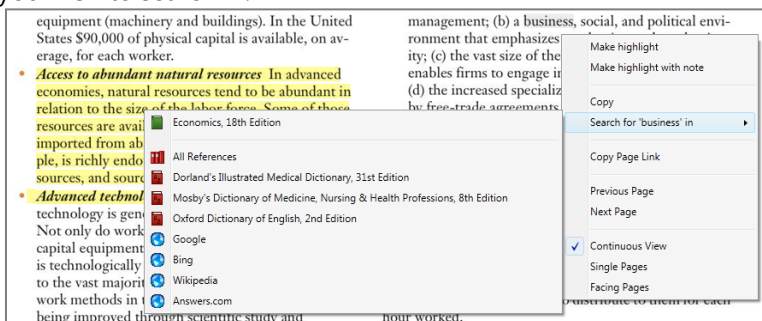 equipment (machinery and buildings). In the United
States $90,000 of physical capital is available, on av-
erage, for each worker.
• Access to abundant natural resources In advanced
economies, natural resources tend to be abundant in
relation to the size of the labor force. Some of those
resources are avai
imported from ab
ple, is richly endo
sources, and sourc
• Advanced technol
technology is gene
Not only do work
capital equipment
is technologically
to the vast majorit
work methods in t
being improved through scientific study and
management; (b) a business, social, and political envi-
ronment that emphasizes
ity; (c) the vast size of the
enables firms to engage in
(d) the increased specializ
by free-trade agreements
to distribute to them for each
hour worked.
Make highlight
Make highlight with note
Copy
Search for 'business' in
Copy Page Link
Previous Page
Next Page
✓ Continuous View
Single Pages
Facing Pages
Economics, 18th Edition
All References
Dorland's Illustrated Medical Dictionary, 31st Edition
Mosby's Dictionary of Medicine, Nursing & Health Professions, 8th Edition
Oxford Dictionary of English, 2nd Edition
Google
Bing
Wikipedia
Answers.com